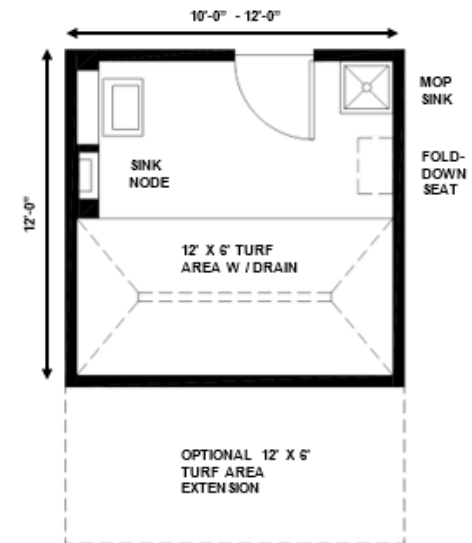 10'-0" - 12'-0"
MOP
SINK
FOLD-
DOWN
SEAT
SINK
NODE
12'-0"
12' X 6' TURF
AREA W / DRAIN
OPTIONAL 12' X 6'
TURF AREA
EXTENSION